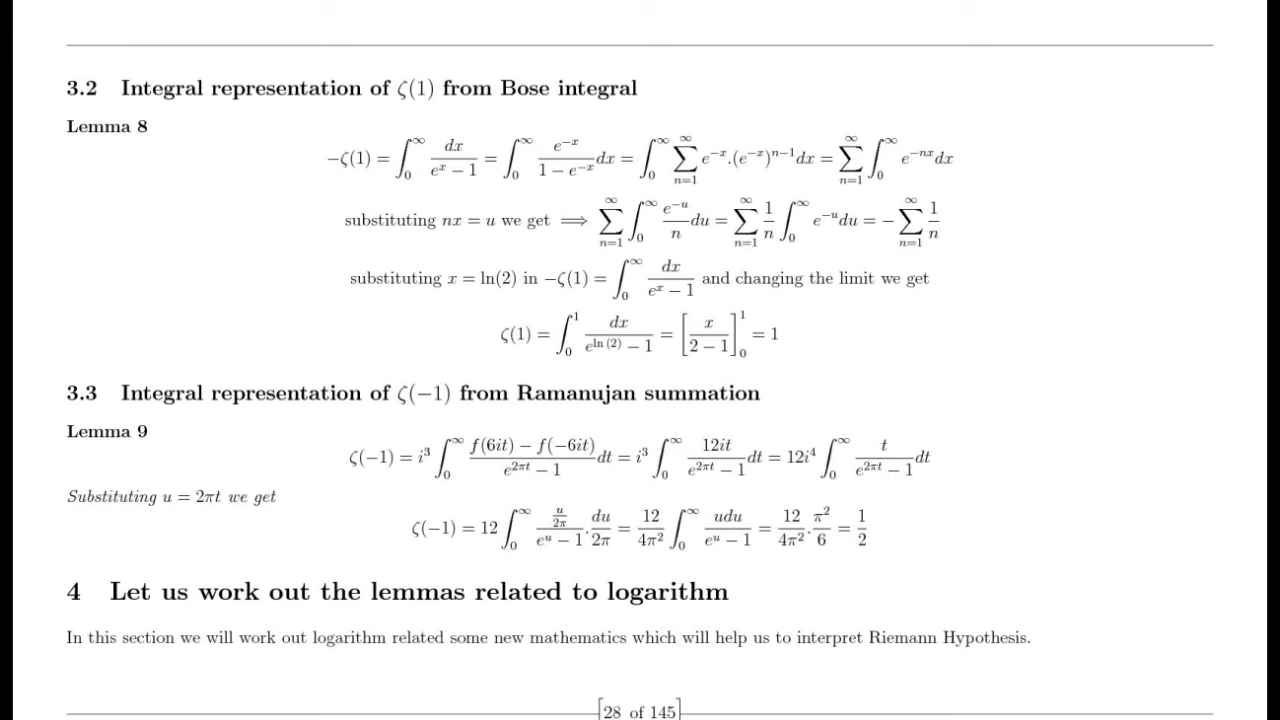 3.2 Integral representation of ζ(1) from Bose integral
Lemma 8
−ζ(1) = ∫_0^∞ dx/(e^x − 1) = ∫_0^∞ e^{−x}/(1 − e^{−x}) dx = ∫_0^∞ ∑_{n=1}^∞ e^{−x}.(e^{−x})^{n−1} dx = ∑_{n=1}^∞ ∫_0^∞ e^{−nx} dx
substituting nx = u we get ⟹ ∑_{n=1}^∞ ∫_0^∞ e^{−u}/n du = ∑_{n=1}^∞ 1/n ∫_0^∞ e^{−u} du = − ∑_{n=1}^∞ 1/n
substituting x = ln(2) in −ζ(1) = ∫_0^∞ dx/(e^x − 1) and changing the limit we get
ζ(1) = ∫_0^1 dx/(e^{ln (2)} − 1) = [x/(2 − 1)]_0^1 = 1
3.3 Integral representation of ζ(−1) from Ramanujan summation
Lemma 9
ζ(−1) = i^3 ∫_0^∞ (f(6it) − f(−6it))/(e^{2πt} − 1) dt = i^3 ∫_0^∞ 12it/(e^{2πt} − 1) dt = 12i^4 ∫_0^∞ t/(e^{2πt} − 1) dt
Substituting u = 2πt we get
ζ(−1) = 12 ∫_0^∞ (u/2π)/(e^u − 1) . du/2π = 12/4π^2 ∫_0^∞ udu/(e^u − 1) = 12/4π^2 . π^2/6 = 1/2
4 Let us work out the lemmas related to logarithm
In this section we will work out logarithm related some new mathematics which will help us to interpret Riemann Hypothesis.
[28 of 145]